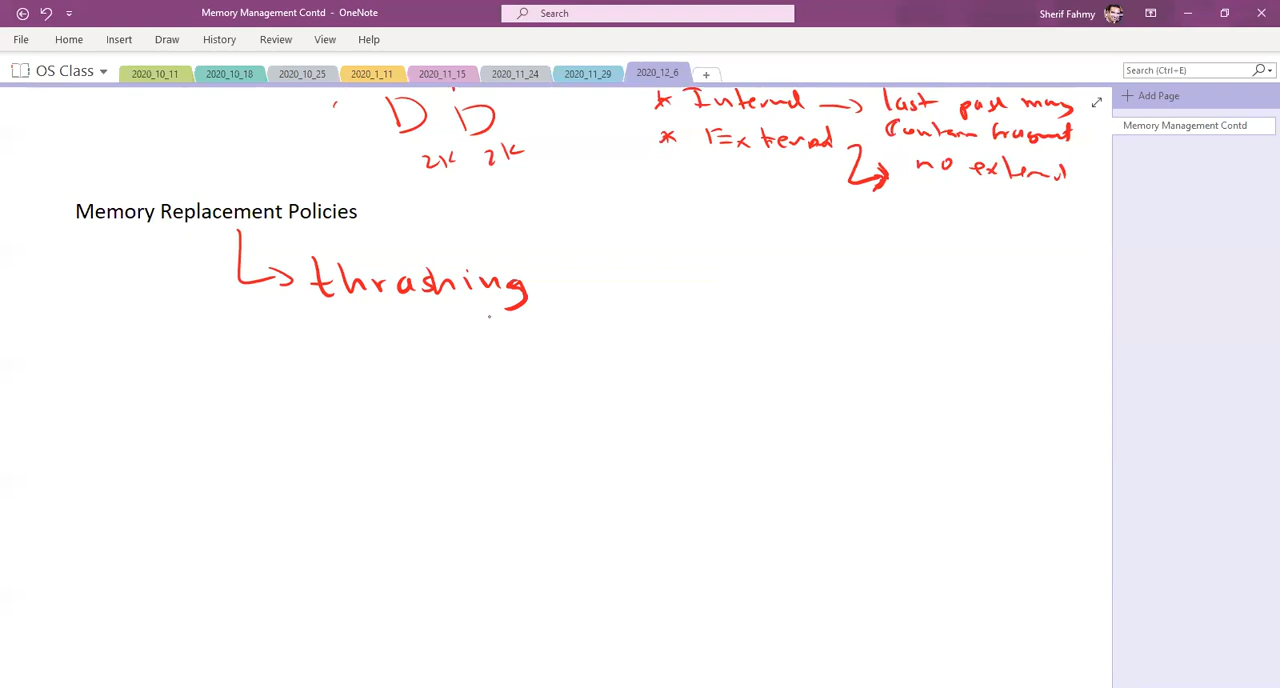 Memory Management Contd - OneNote
Search
Sherif Fahmy
File Home Insert Draw History Review View Help
OS Class
2020_10_11 2020_10_18 2020_10_25 2020_1_11 2020_11_15 2020_11_24 2020_11_29 2020_12_6
Search (Ctrl+E)
Add Page
Memory Management Contd
D D
2K 2K
* Internal → last may
* External contain fragment
no external
Memory Replacement Policies
thrashing